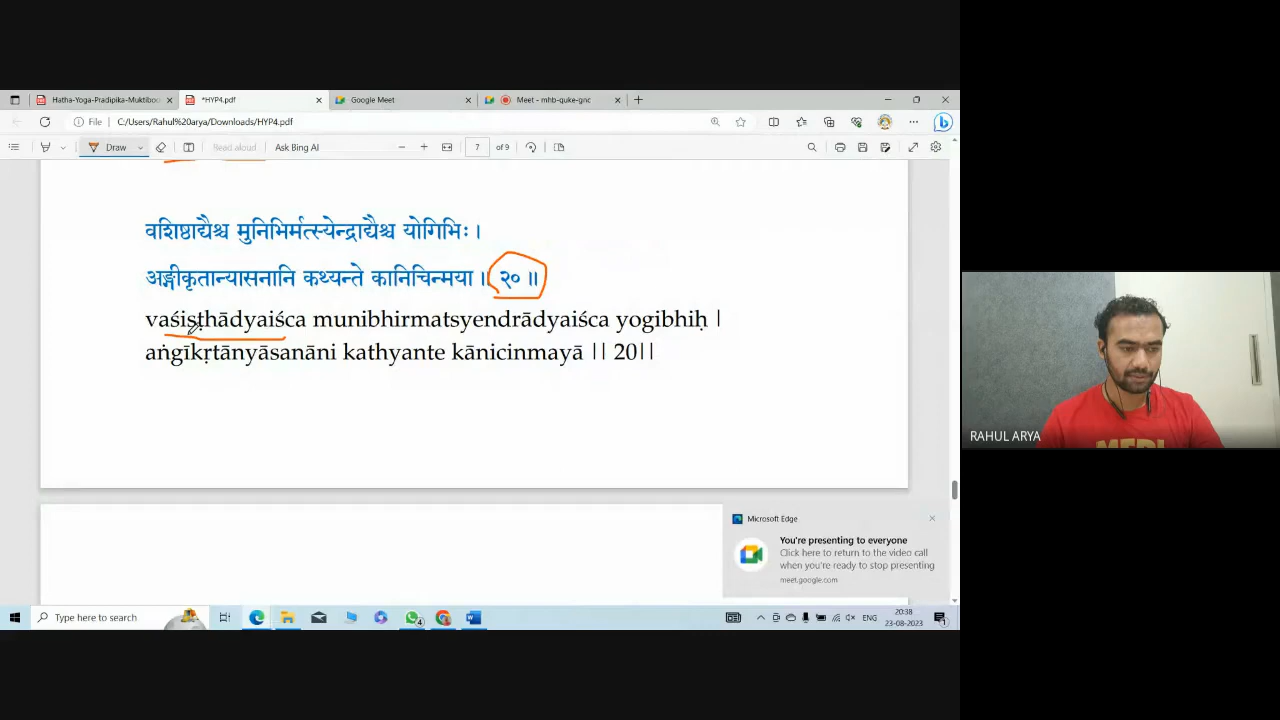 Hatha-Yoga-Pradipika-Muktiboo
*HYP4.pdf
Google Meet
Meet - mhb-quke-gnc
File
C:/Users/Rahul%20arya/Downloads/HYP4.pdf
Draw
Read aloud
Ask Bing AI
7
of 9
वशिष्ठाद्यैश्च मुनिभिर्मत्स्येन्द्राद्यैश्च योगिभिः।
अङ्गीकृतान्यासनानि कथ्यन्ते कानिचिन्मया। २०॥
vaśiṣthādyaiśca munibhirmatsyendrādyaiśca yogibhiḥ |
aṅgīkṛtānyāsanāni kathyante kānicinmayā || 20||
RAHUL ARYA
Microsoft Edge
You're presenting to everyone
Click here to return to the video call
when you're ready to stop presenting
meet.google.com
Type here to search
4
ENG
20:38
23-08-2023
1